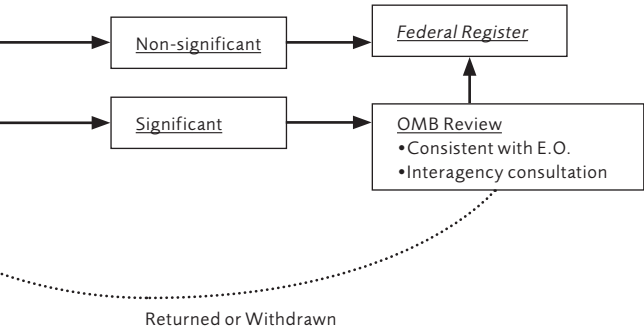 Non-significant
Federal Register
Significant
OMB Review
•Consistent with E.O.
•Interagency consultation
Returned or Withdrawn